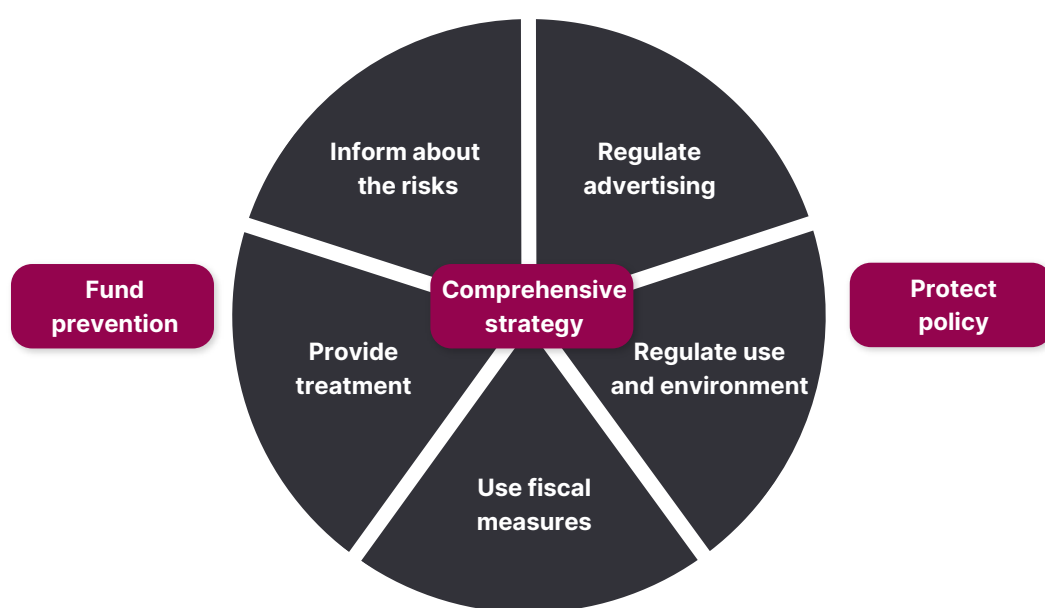 Inform about
the risks
Regulate
advertising
Fund
prevention
Comprehensive
strategy
Protect
policy
Provide
treatment
Regulate use
and environment
Use fiscal
measures